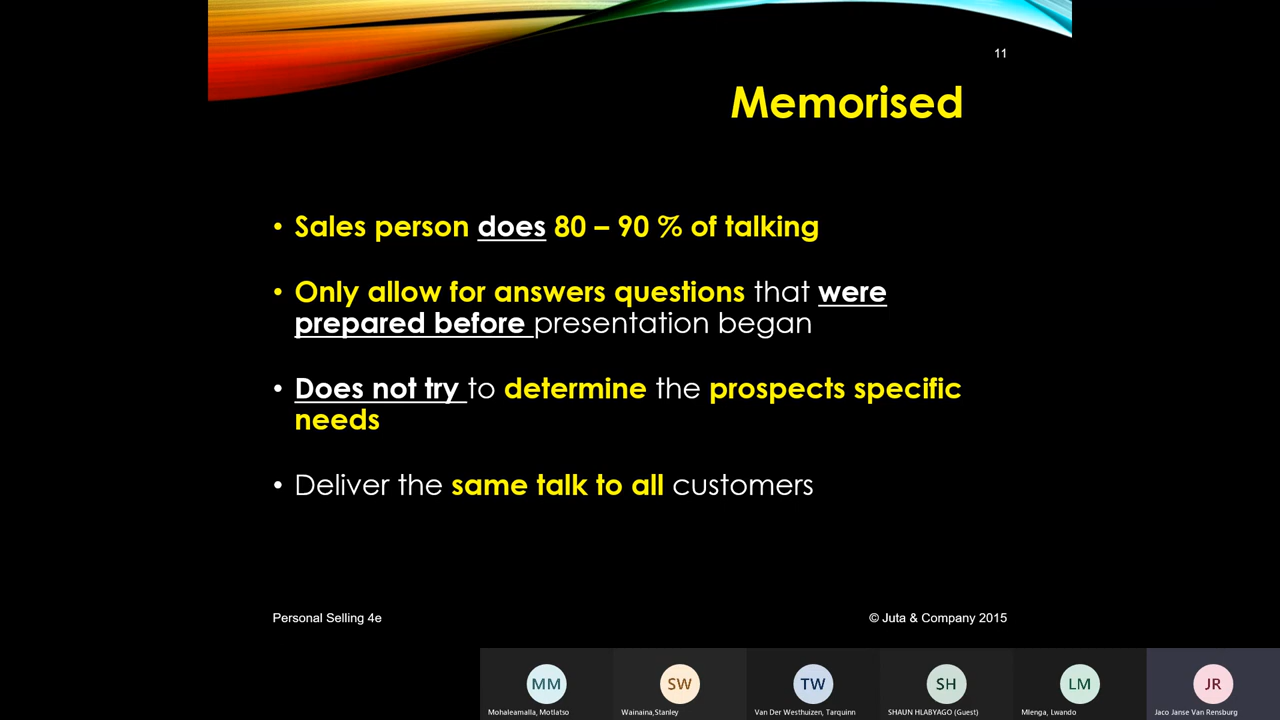 11
Memorised
• Sales person does 80 – 90 % of talking
• Only allow for answers questions that were
prepared before presentation began
• Does not try to determine the prospects specific
needs
• Deliver the same talk to all customers
Personal Selling 4e
© Juta & Company 2015
MM
SW
TW
SH
LM
JR
Mohaleamalla, Motlatso
Wainaina,Stanley
Van Der Westhuizen, Tarquinn
SHAUN HLABYAGO (Guest)
Mlenga, Lwando
Jaco Janse Van Rensburg